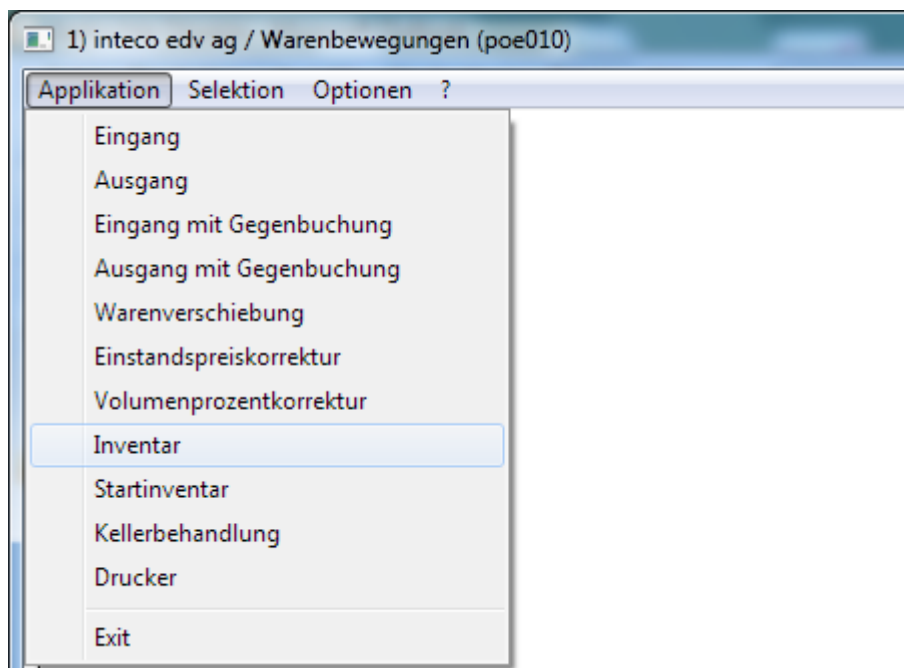 1) inteco edv ag / Warenbewegungen (poe010)
Applikation Selektion Optionen ?
Eingang
Ausgang
Eingang mit Gegenbuchung
Ausgang mit Gegenbuchung
Warenverschiebung
Einstandspreiskorrektur
Volumenprozentkorrektur
Inventar
Startinventar
Kellerbehandlung
Drucker
Exit